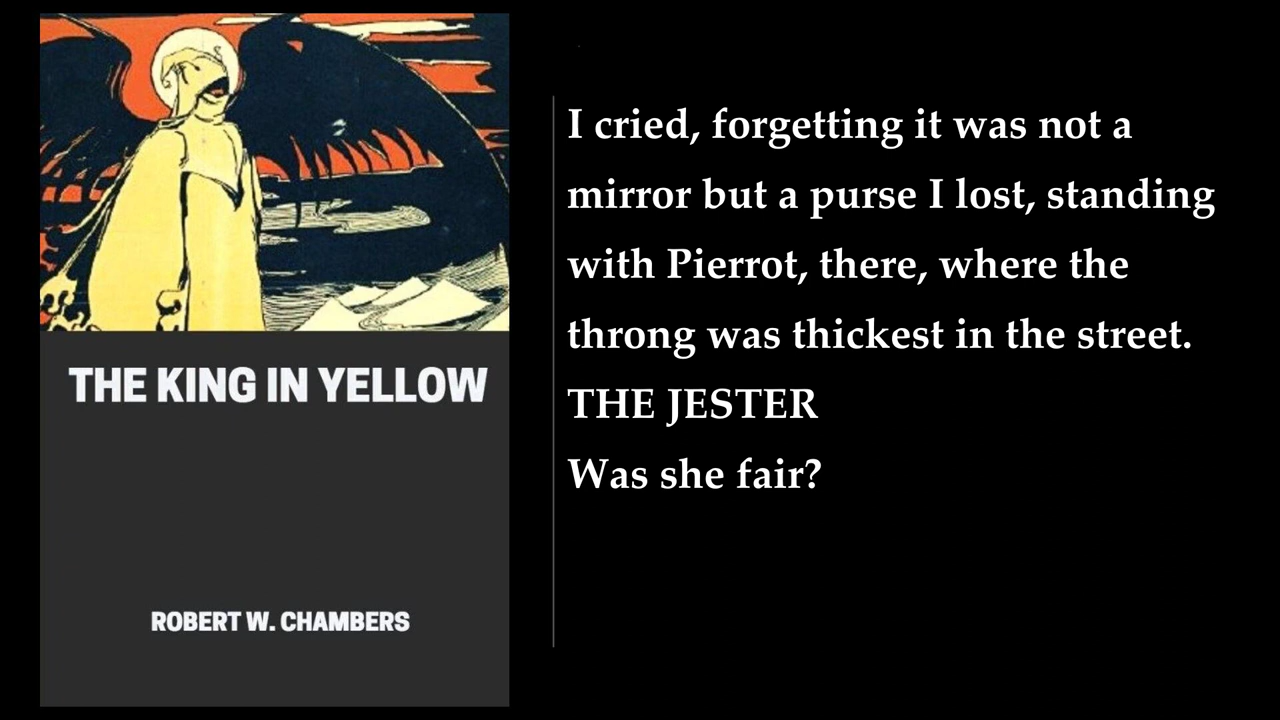 THE KING IN YELLOW
ROBERT W. CHAMBERS
I cried, forgetting it was not a
mirror but a purse I lost, standing
with Pierrot, there, where the
throng was thickest in the street.
THE JESTER
Was she fair?